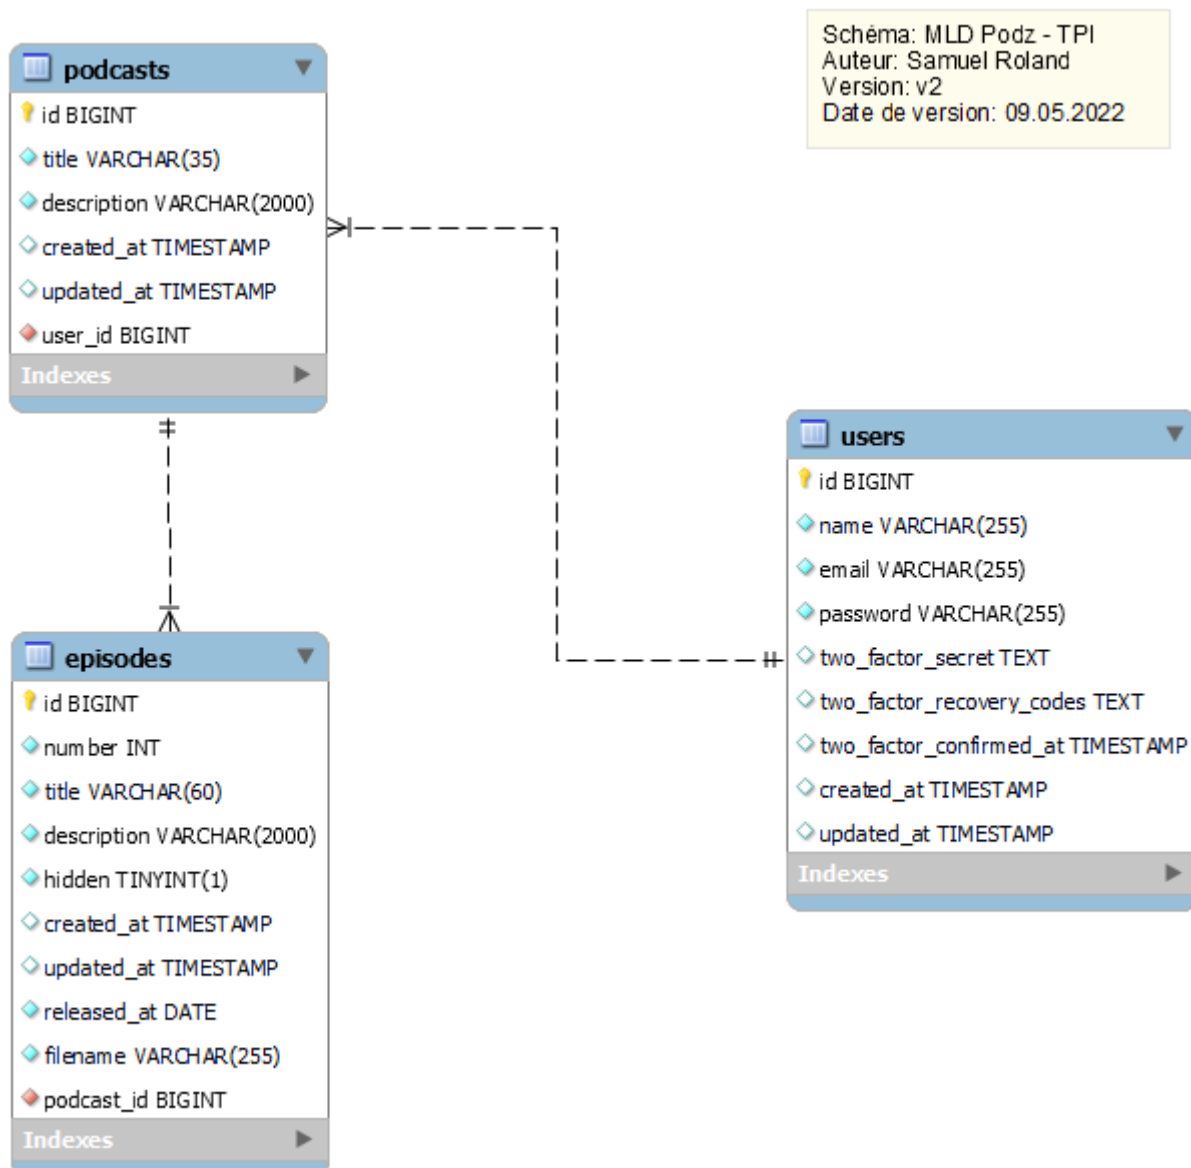 Schéma: MLD Podz - TPI
Auteur: Samuel Roland
Version: v2
Date de version: 09.05.2022
podcasts
id BIGINT
title VARCHAR(35)
description VARCHAR(2000)
created_at TIMESTAMP
updated_at TIMESTAMP
user_id BIGINT
Indexes
users
id BIGINT
name VARCHAR(255)
email VARCHAR(255)
password VARCHAR(255)
two_factor_secret TEXT
two_factor_recovery_codes TEXT
two_factor_confirmed_at TIMESTAMP
created_at TIMESTAMP
updated_at TIMESTAMP
Indexes
episodes
id BIGINT
number INT
title VARCHAR(60)
description VARCHAR(2000)
hidden TINYINT(1)
created_at TIMESTAMP
updated_at TIMESTAMP
released_at DATE
filename VARCHAR(255)
podcast_id BIGINT
Indexes